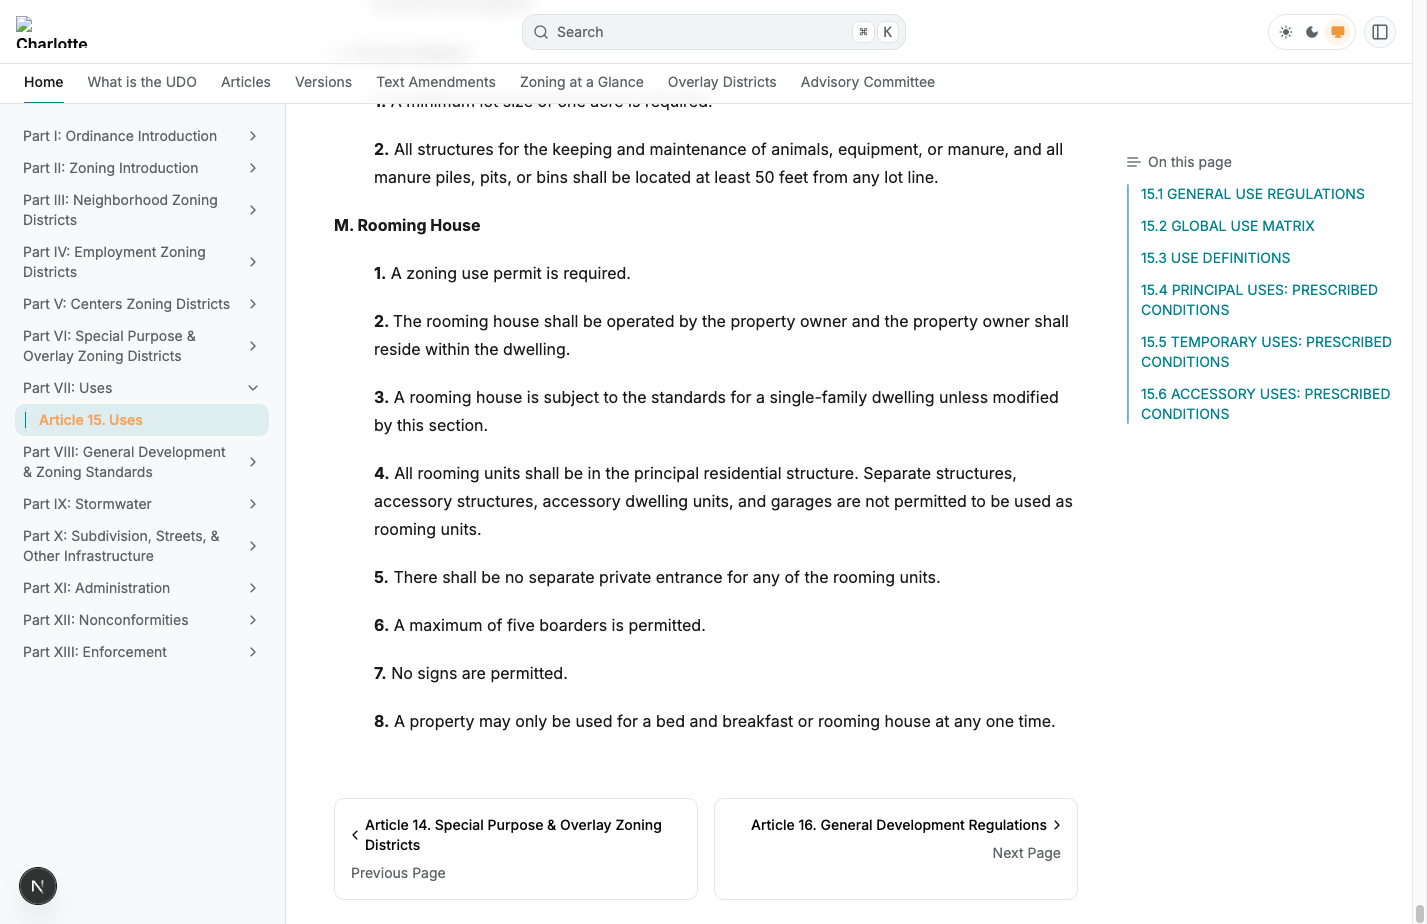 Charlotte
Search
⌘ K
Home What is the UDO Articles Versions Text Amendments Zoning at a Glance Overlay Districts Advisory Committee
Part I: Ordinance Introduction
Part II: Zoning Introduction
Part III: Neighborhood Zoning
Districts
Part IV: Employment Zoning
Districts
Part V: Centers Zoning Districts
Part VI: Special Purpose &
Overlay Zoning Districts
Part VII: Uses
Article 15. Uses
Part VIII: General Development
& Zoning Standards
Part IX: Stormwater
Part X: Subdivision, Streets, &
Other Infrastructure
Part XI: Administration
Part XII: Nonconformities
Part XIII: Enforcement
1. A minimum lot size of one acre is required.
2. All structures for the keeping and maintenance of animals, equipment, or manure, and all
manure piles, pits, or bins shall be located at least 50 feet from any lot line.
M. Rooming House
1. A zoning use permit is required.
2. The rooming house shall be operated by the property owner and the property owner shall
reside within the dwelling.
3. A rooming house is subject to the standards for a single-family dwelling unless modified
by this section.
4. All rooming units shall be in the principal residential structure. Separate structures,
accessory structures, accessory dwelling units, and garages are not permitted to be used as
rooming units.
5. There shall be no separate private entrance for any of the rooming units.
6. A maximum of five boarders is permitted.
7. No signs are permitted.
8. A property may only be used for a bed and breakfast or rooming house at any one time.
Article 14. Special Purpose & Overlay Zoning
Districts
Previous Page
Article 16. General Development Regulations
Next Page
On this page
15.1 GENERAL USE REGULATIONS
15.2 GLOBAL USE MATRIX
15.3 USE DEFINITIONS
15.4 PRINCIPAL USES: PRESCRIBED
CONDITIONS
15.5 TEMPORARY USES: PRESCRIBED
CONDITIONS
15.6 ACCESSORY USES: PRESCRIBED
CONDITIONS
N